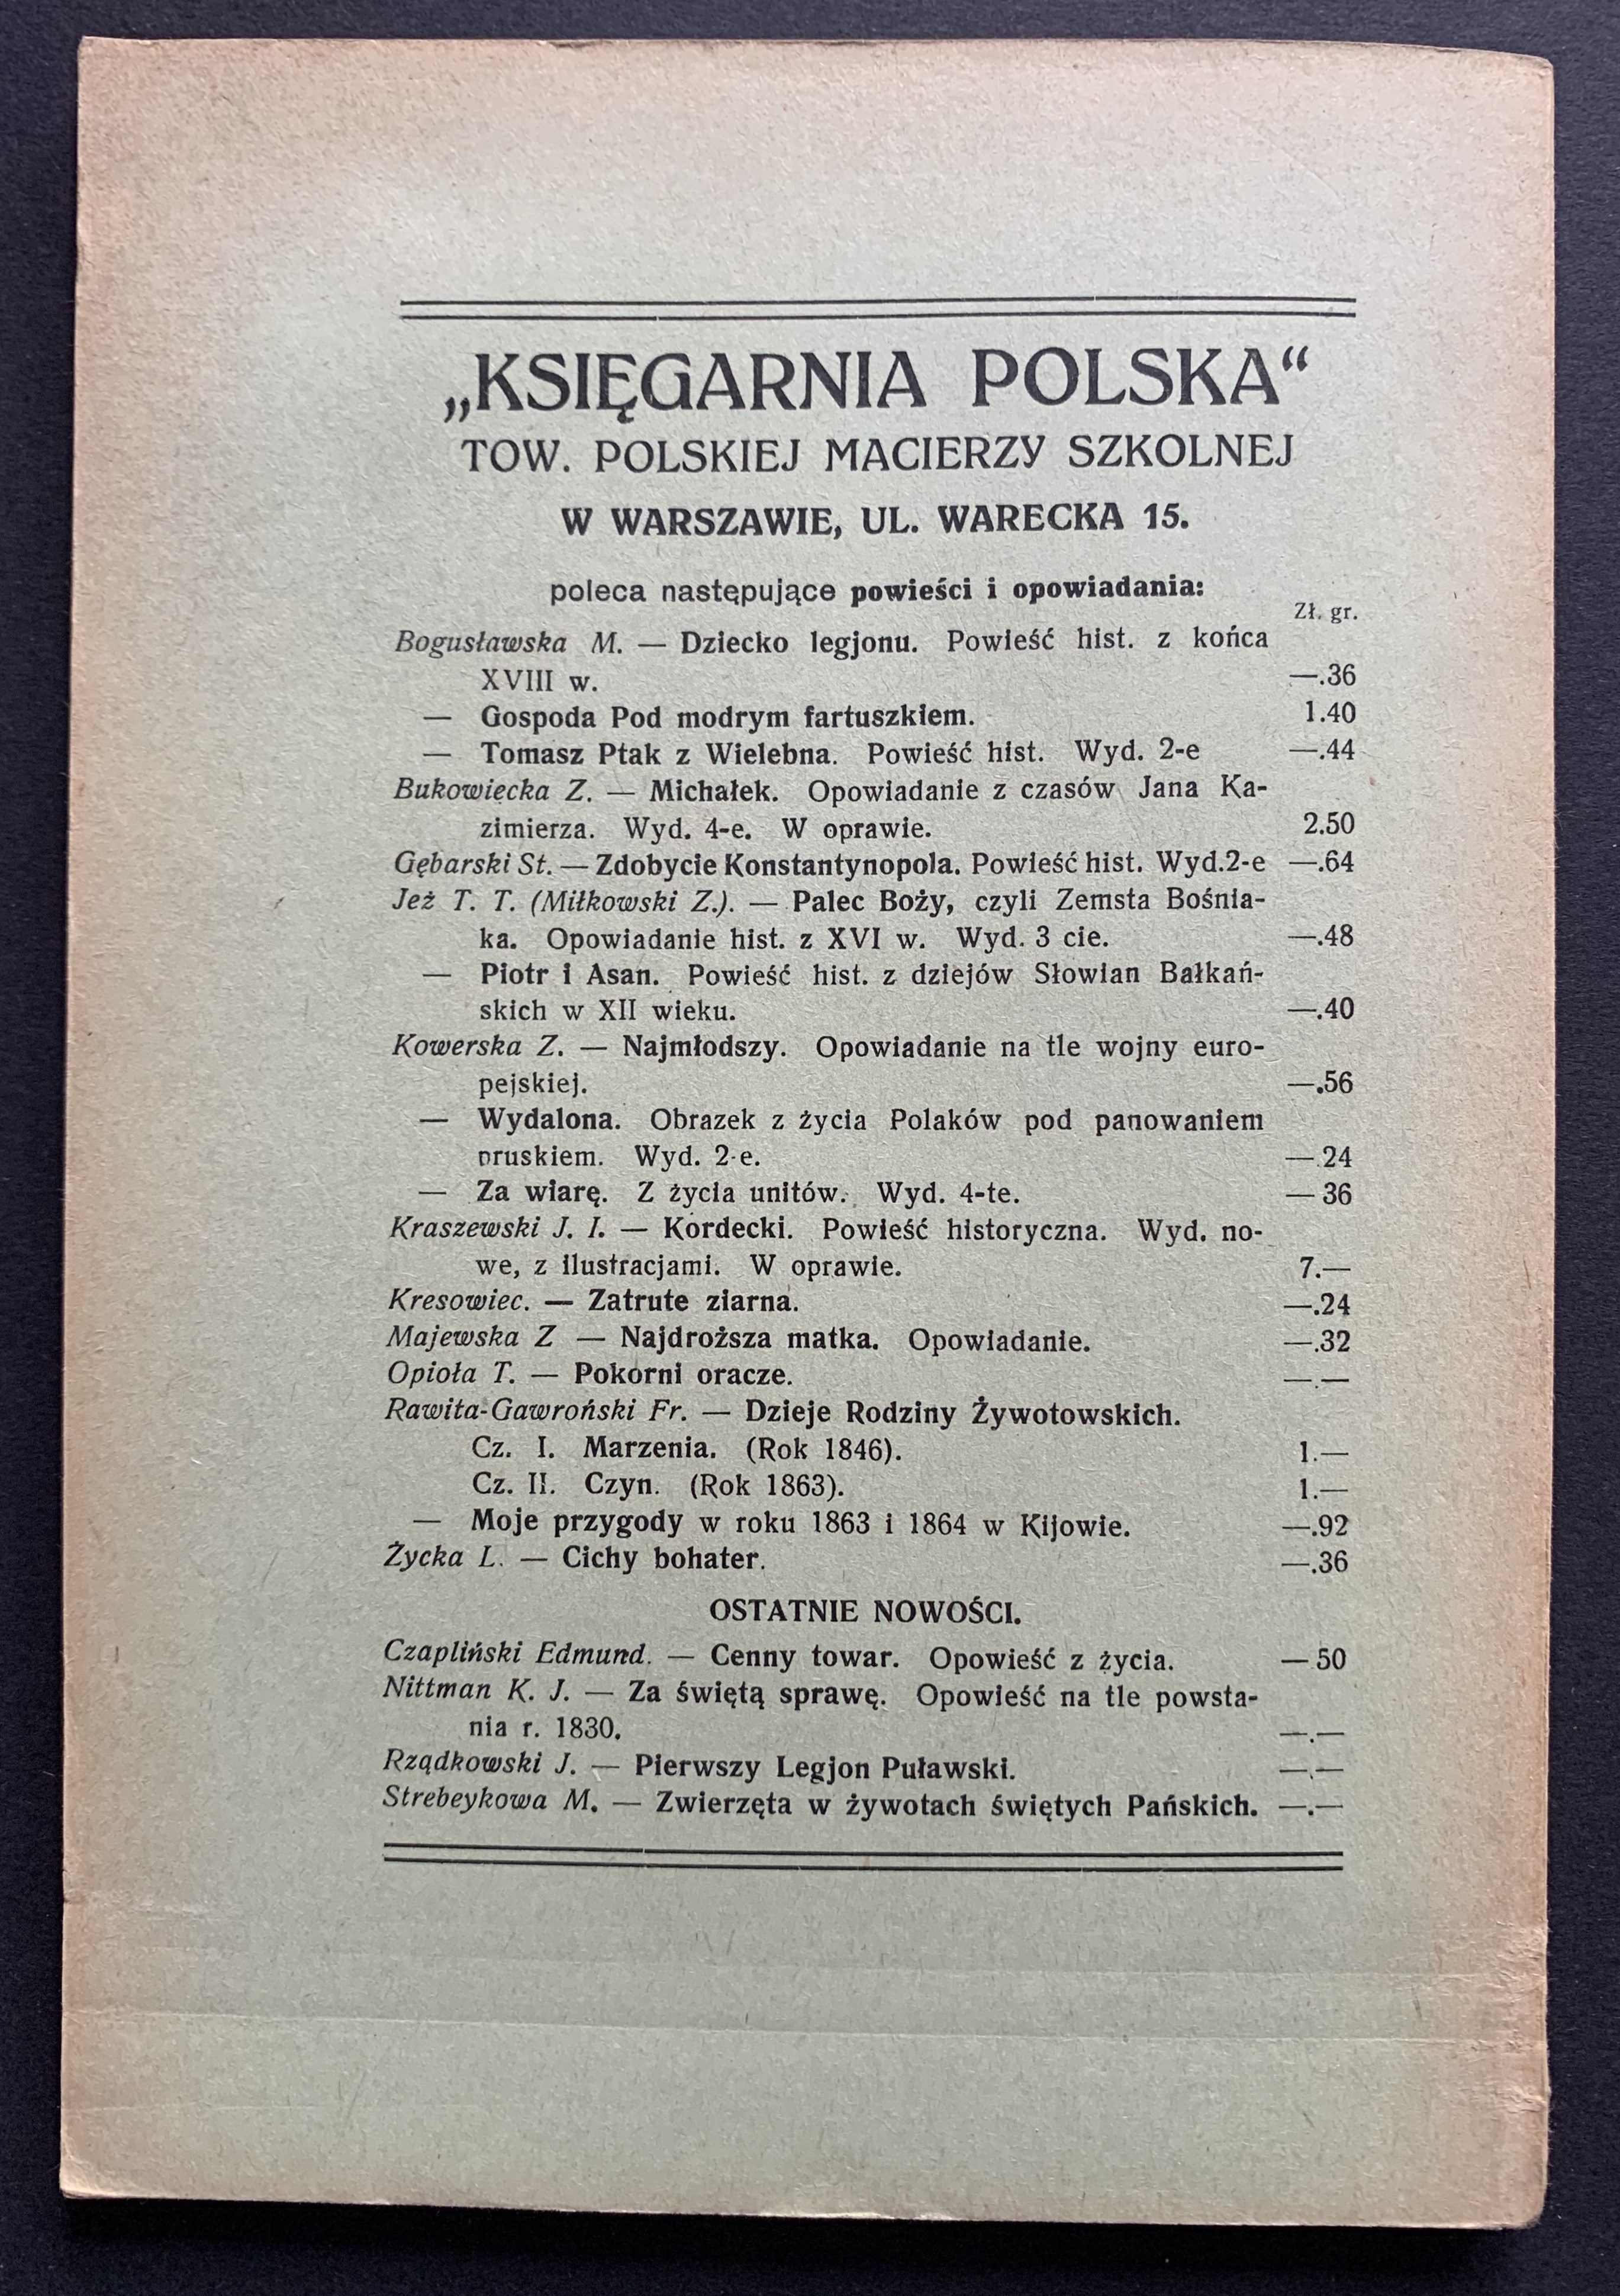 „KSIĘGARNIA POLSKA“
TOW. POLSKIEJ MACIERZY SZKOLNEJ
W WARSZAWIE, UL. WARECKA 15.
poleca następujące powieści i opowiadania:
Zł. gr.
Bogusławska M. — Dziecko legjonu. Powieść hist. z końca
XVIII w. —.36
— Gospoda Pod modrym fartuszkiem. 1.40
— Tomasz Ptak z Wielebna. Powieść hist. Wyd. 2-e —.44
Bukowiecka Z. — Michałek. Opowiadanie z czasów Jana Ka-
zimierza. Wyd. 4-e. W oprawie. 2.50
Gębarski St. — Zdobycie Konstantynopola. Powieść hist. Wyd.2-e —.64
Jeż T. T. (Miłkowski Z.). — Palec Boży, czyli Zemsta Bośnia-
ka. Opowiadanie hist. z XVI w. Wyd. 3 cie. —.48
— Piotr i Asan. Powieść hist. z dziejów Słowian Bałkań-
skich w XII wieku. —.40
Kowerska Z. — Najmłodszy. Opowiadanie na tle wojny euro-
pejskiej. —.56
— Wydalona. Obrazek z życia Polaków pod panowaniem
pruskiem. Wyd. 2-e. —.24
— Za wiarę. Z życia unitów. Wyd. 4-te. — 36
Kraszewski J. I. — Kordecki. Powieść historyczna. Wyd. no-
we, z ilustracjami. W oprawie. 7.—
Kresowiec. — Zatrute ziarna. —.24
Majewska Z — Najdroższa matka. Opowiadanie. —.32
Opioła T. — Pokorni oracze. —.—
Rawita-Gawroński Fr. — Dzieje Rodziny Żywotowskich.
Cz. I. Marzenia. (Rok 1846). 1.—
Cz. II. Czyn. (Rok 1863). 1.—
— Moje przygody w roku 1863 i 1864 w Kijowie. —.92
Życka L. — Cichy bohater. —.36
OSTATNIE NOWOŚCI.
Czapliński Edmund. — Cenny towar. Opowieść z życia. — 50
Nittman K. J. — Za świętą sprawę. Opowieść na tle powsta-
nia r. 1830. —.—
Rządkowski J. — Pierwszy Legjon Puławski. —.—
Strebeykowa M. — Zwierzęta w żywotach świętych Pańskich. —.—